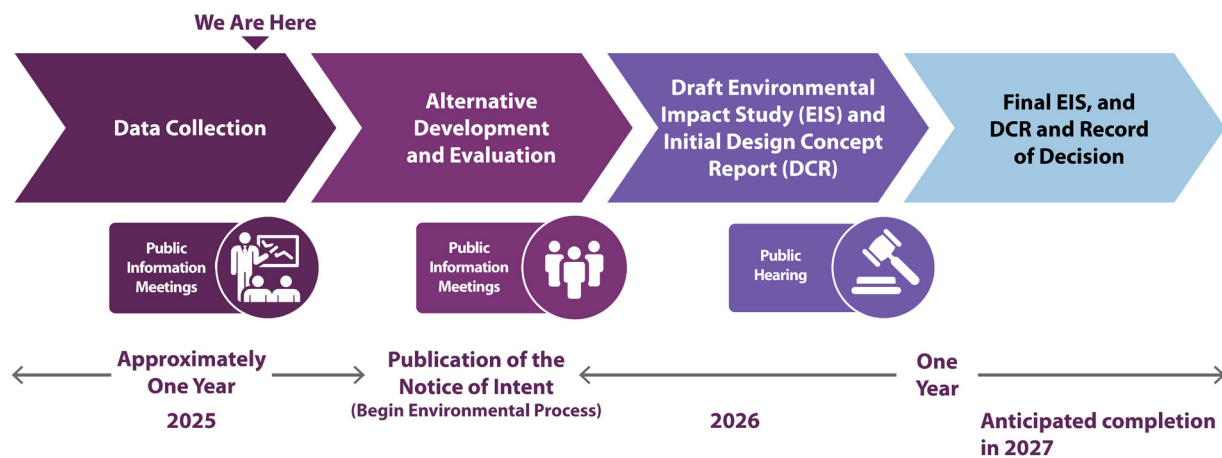 We Are Here
Data Collection
Alternative
Development
and Evaluation
Draft Environmental
Impact Study (EIS) and
Initial Design Concept
Report (DCR)
Final EIS, and
DCR and Record
of Decision
Public
Information
Meetings
Public
Information
Meetings
Public
Hearing
Approximately
One Year
2025
Publication of the
Notice of Intent
(Begin Environmental Process)
2026
One
Year
Anticipated completion
in 2027